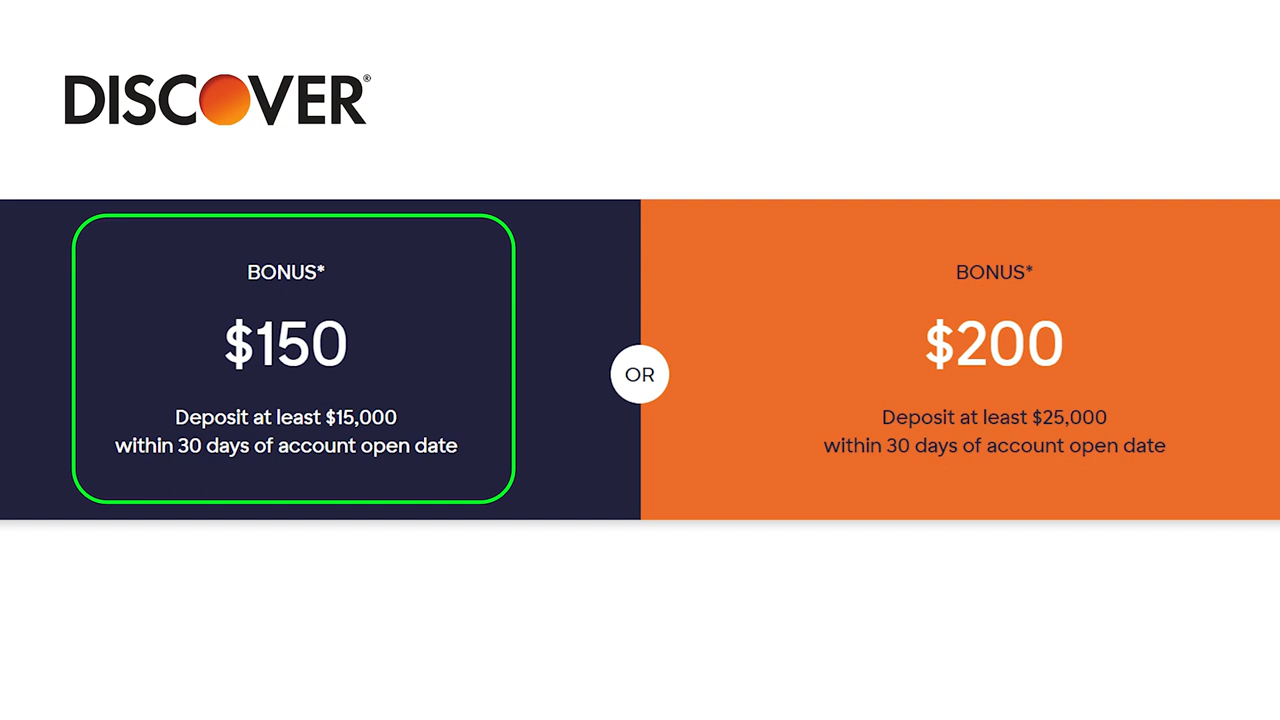 DISCOVER®
BONUS*
$150
Deposit at least $15,000
within 30 days of account open date
OR
BONUS*
$200
Deposit at least $25,000
within 30 days of account open date